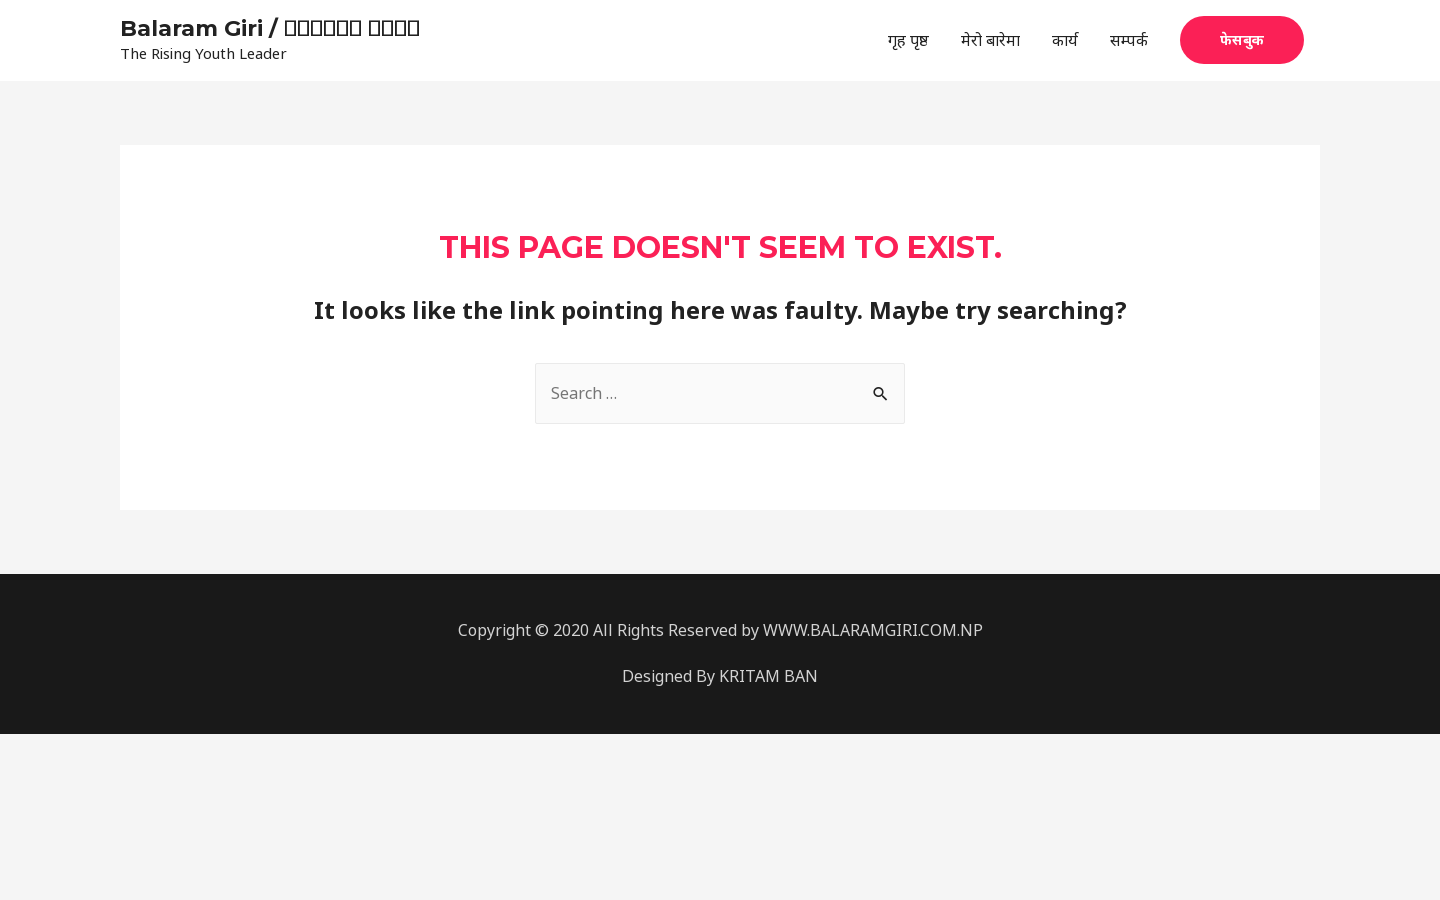 Balaram Giri /
The Rising Youth Leader
गृह पृष्ठ
मेरो बारेमा
कार्य
सम्पर्क
फेसबुक
THIS PAGE DOESN'T SEEM TO EXIST.
It looks like the link pointing here was faulty. Maybe try searching?
Search ...
Copyright © 2020 All Rights Reserved by WWW.BALARAMGIRI.COM.NP
Designed By KRITAM BAN